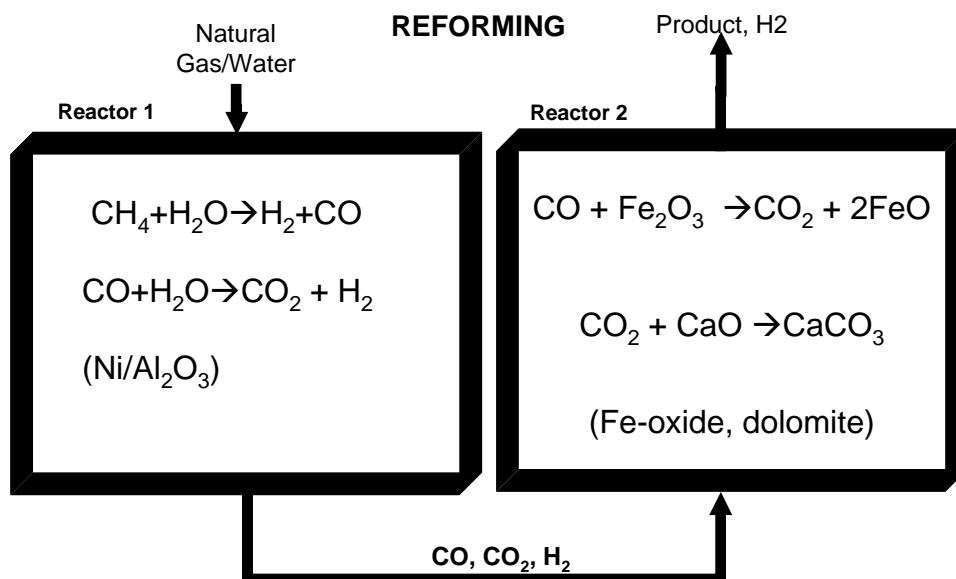 REFORMING
Natural
Gas/Water
Product, H2
Reactor 1
Reactor 2
CH₄+H₂O→H₂+CO
CO+H₂O→CO₂ + H₂
(Ni/Al₂O₃)
CO + Fe₂O₃ →CO₂ + 2FeO
CO₂ + CaO →CaCO₃
(Fe-oxide, dolomite)
CO, CO₂, H₂